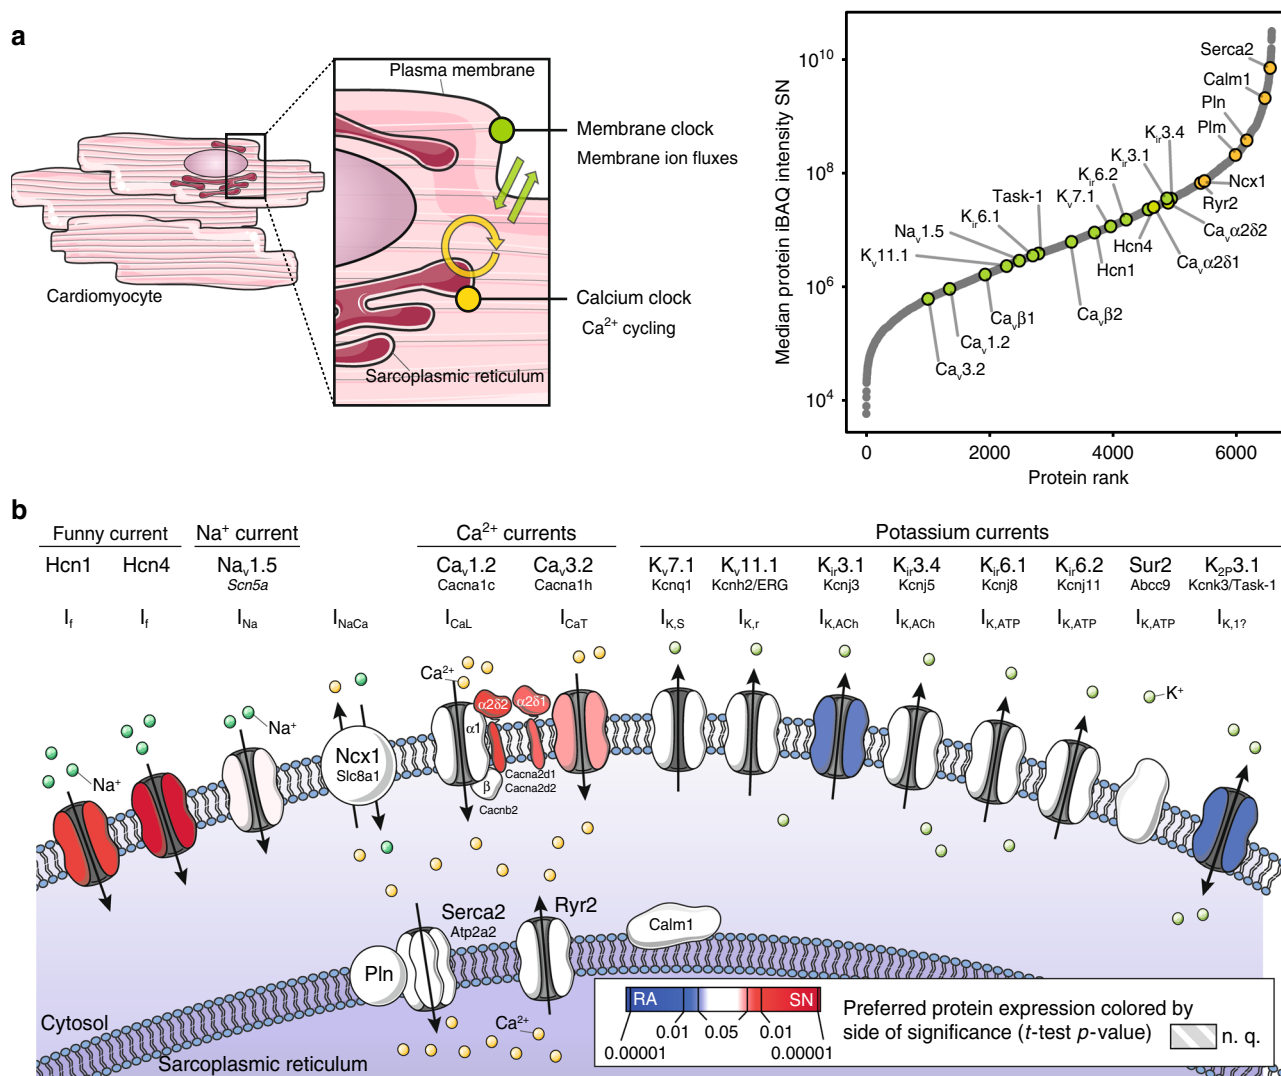 a
Plasma membrane
Membrane clock
Membrane ion fluxes
Calcium clock
Ca2+ cycling
Cardiomyocyte
Sarcoplasmic reticulum
Median protein iBAQ intensity SN
10^10
10^8
10^6
10^4
0
2000
4000
6000
Protein rank
Serca2
Calm1
Pln
Plm
Kir3.4
Kir3.1
Kir6.2
Ncx1
Ryr2
Task-1
Kv7.1
Kir6.1
Nav1.5
Kv11.1
Hcn4
Cavα2δ2
Hcn1
Cavα2δ1
Cavβ2
Cavβ1
Cav1.2
Cav3.2
b
Funny current
Na+ current
Ca2+ currents
Potassium currents
Hcn1
Hcn4
Nav1.5
Scn5a
Cav1.2
Cacna1c
Cav3.2
Cacna1h
Kv7.1
Kcnq1
Kv11.1
Kcnh2/ERG
Kir3.1
Kcnj3
Kir3.4
Kcnj5
Kir6.1
Kcnj8
Kir6.2
Kcnj11
Sur2
Abcc9
K2P3.1
Kcnk3/Task-1
If
If
INa
INaCa
ICaL
ICaT
IK,S
IK,r
IK,ACh
IK,ACh
IK,ATP
IK,ATP
IK,ATP
IK,1?
Ca2+
α2δ2
α2δ1
α1
β
Cacna2d1
Cacna2d2
Cacnb2
Na+
Na+
Ncx1
Slc8a1
K+
Serca2
Atp2a2
Ryr2
Calm1
Pln
Ca2+
Cytosol
Sarcoplasmic reticulum
RA
SN
0.01
0.05
0.01
0.00001
0.00001
Preferred protein expression colored by
side of significance (t-test p-value)
n. q.